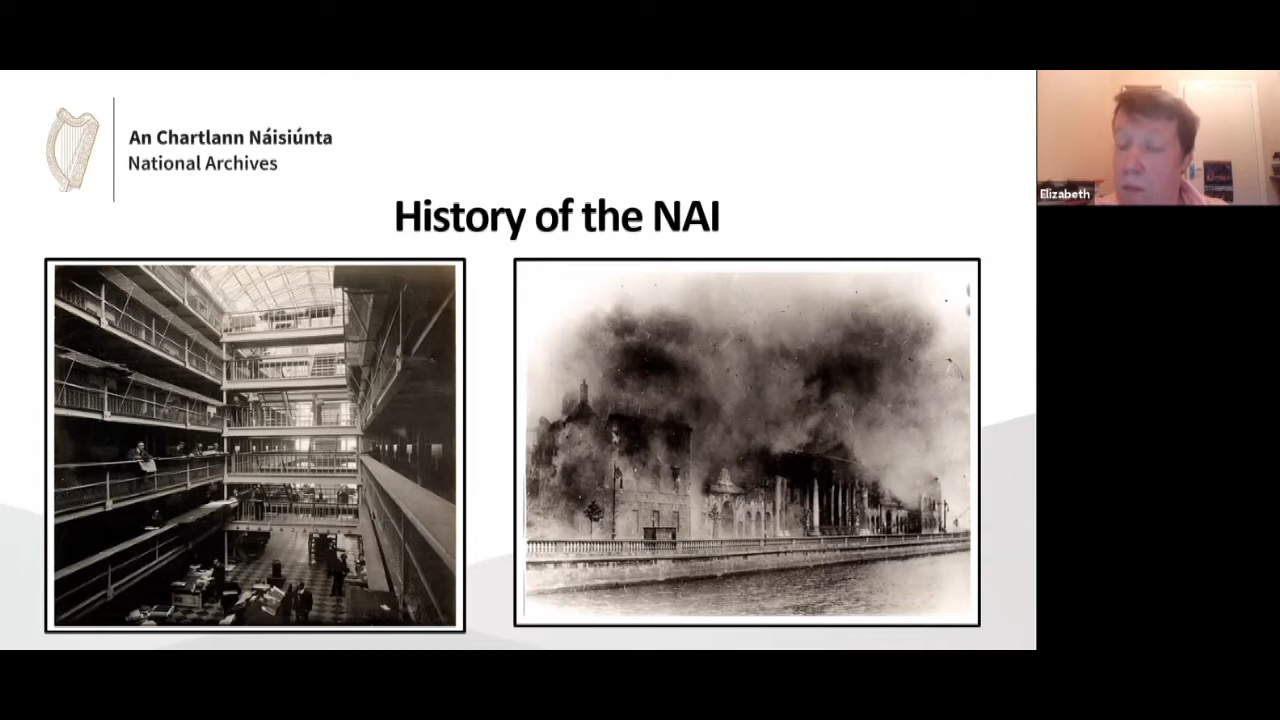 An Chartlann Náisiúnta
National Archives
History of the NAI
Elizabeth